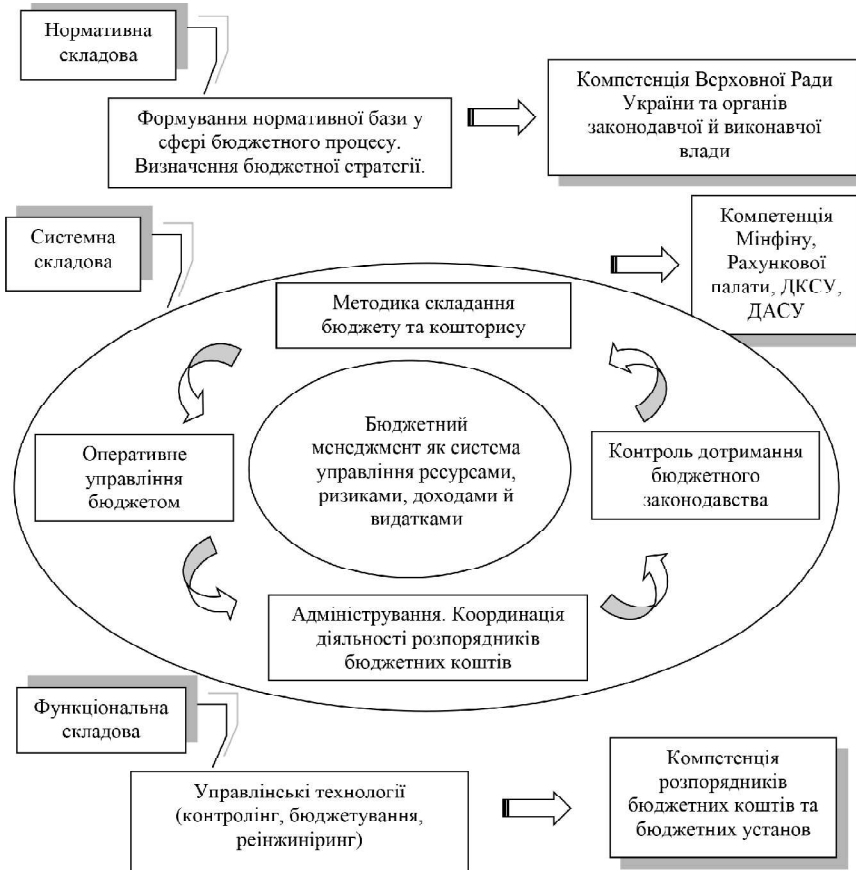 Нормативна
складова
Формування нормативної бази у
сфері бюджетного процесу.
Визначення бюджетної стратегії.
Компетенція Верховної Ради
України та органів
законодавчої й виконавчої
влади
Системна
складова
Компетенція
Мінфіну,
Рахункової
палати, ДКСУ,
ДАСУ
Методика складання
бюджету та кошторису
Оперативне
управління
бюджетом
Бюджетний
менеджмент як система
управління ресурсами,
ризиками, доходами й
видатками
Контроль дотримання
бюджетного
законодавства
Адміністрування. Координація
діяльності розпорядників
бюджетних коштів
Функціональна
складова
Управлінські технології
(контролінг, бюджетування,
реінжиніринг)
Компетенція
розпорядників
бюджетних коштів та
бюджетних установ